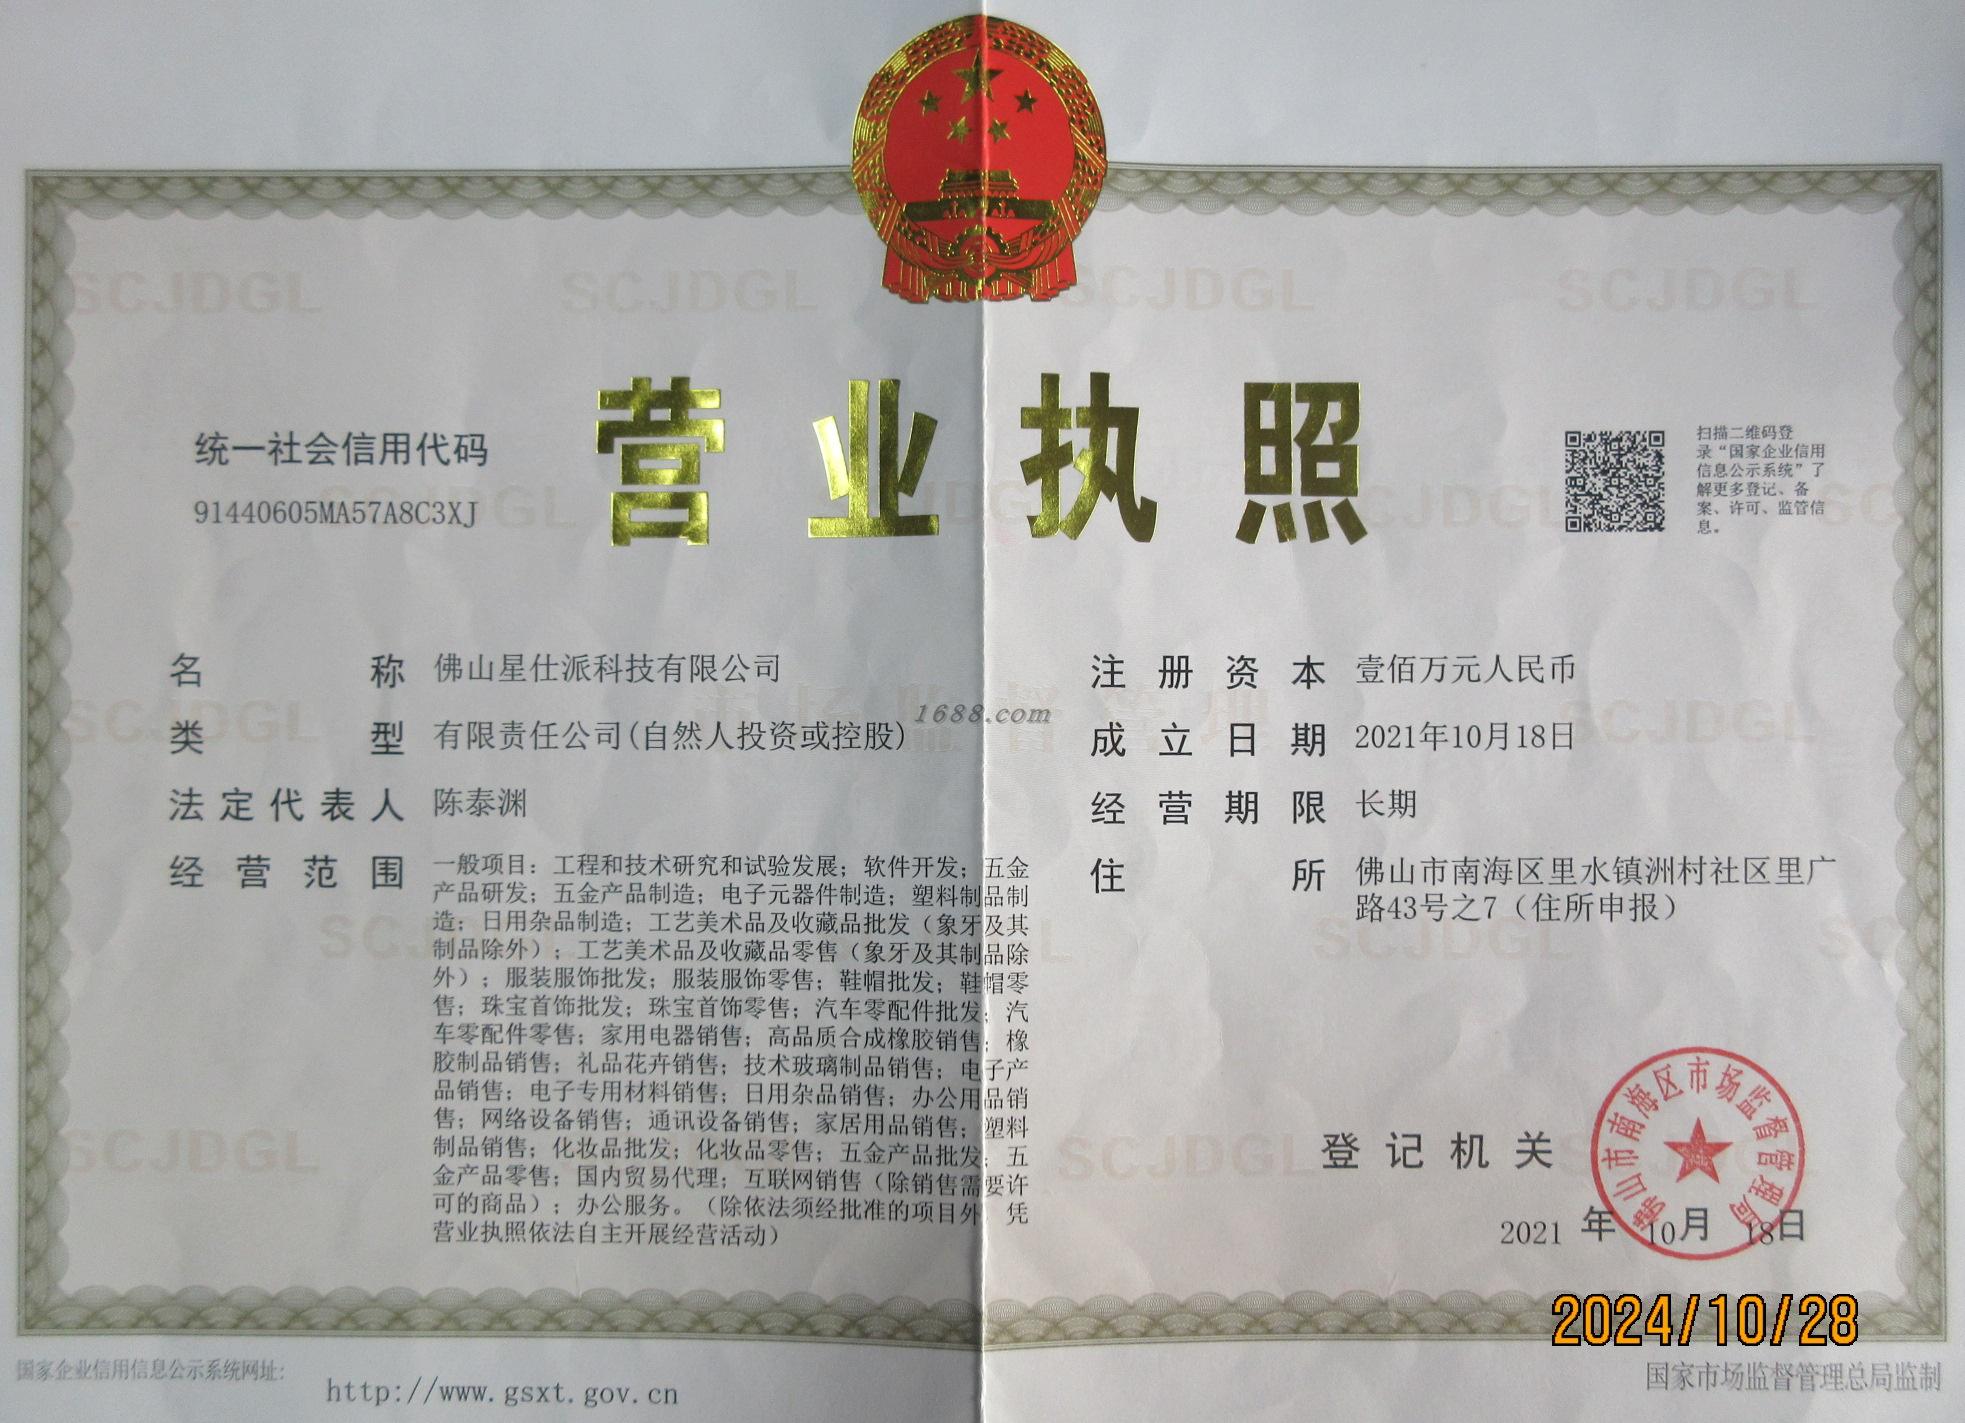 SCJDGL SCJDGL SCJDGL SCJDGL
营业执照
统一社会信用代码
91440605MA57A8C3XJ
扫描二维码登
录“国家企业信用
信息公示系统”了
解更多登记、备
案、许可、监管信
息。
名称 佛山星仕派科技有限公司
类型 有限责任公司(自然人投资或控股)
法定代表人 陈泰渊
经营范围 一般项目：工程和技术研究和试验发展；软件开发；五金
产品研发；五金产品制造；电子元器件制造；塑料制品制
造；日用杂品制造；工艺美术品及收藏品批发（象牙及其
制品除外）；工艺美术品及收藏品零售（象牙及其制品除
外）；服装服饰批发；服装服饰零售；鞋帽批发；鞋帽零
售；珠宝首饰批发；珠宝首饰零售；汽车零配件批发；汽
车零配件零售；家用电器销售；高品质合成橡胶销售；橡
胶制品销售；礼品花卉销售；技术玻璃制品销售；电子产
品销售；电子专用材料销售；日用杂品销售；办公用品销
售；网络设备销售；通讯设备销售；家居用品销售；塑料
制品销售；化妆品批发；化妆品零售；五金产品批发；五
金产品零售；国内贸易代理；互联网销售（除销售需要许
可的商品）；办公服务。（除依法须经批准的项目外，凭
营业执照依法自主开展经营活动）
注册资本 壹佰万元人民币
成立日期 2021年10月18日
经营期限 长期
住所 佛山市南海区里水镇洲村社区里广
路43号之7（住所申报）
市场监督管理
1688.com
登记机关
佛山市南海区市场监督管理局
2021 年 10月 18日
2024/10/28
国家企业信用信息公示系统网址:
http://www.gsxt.gov.cn
国家市场监督管理总局监制